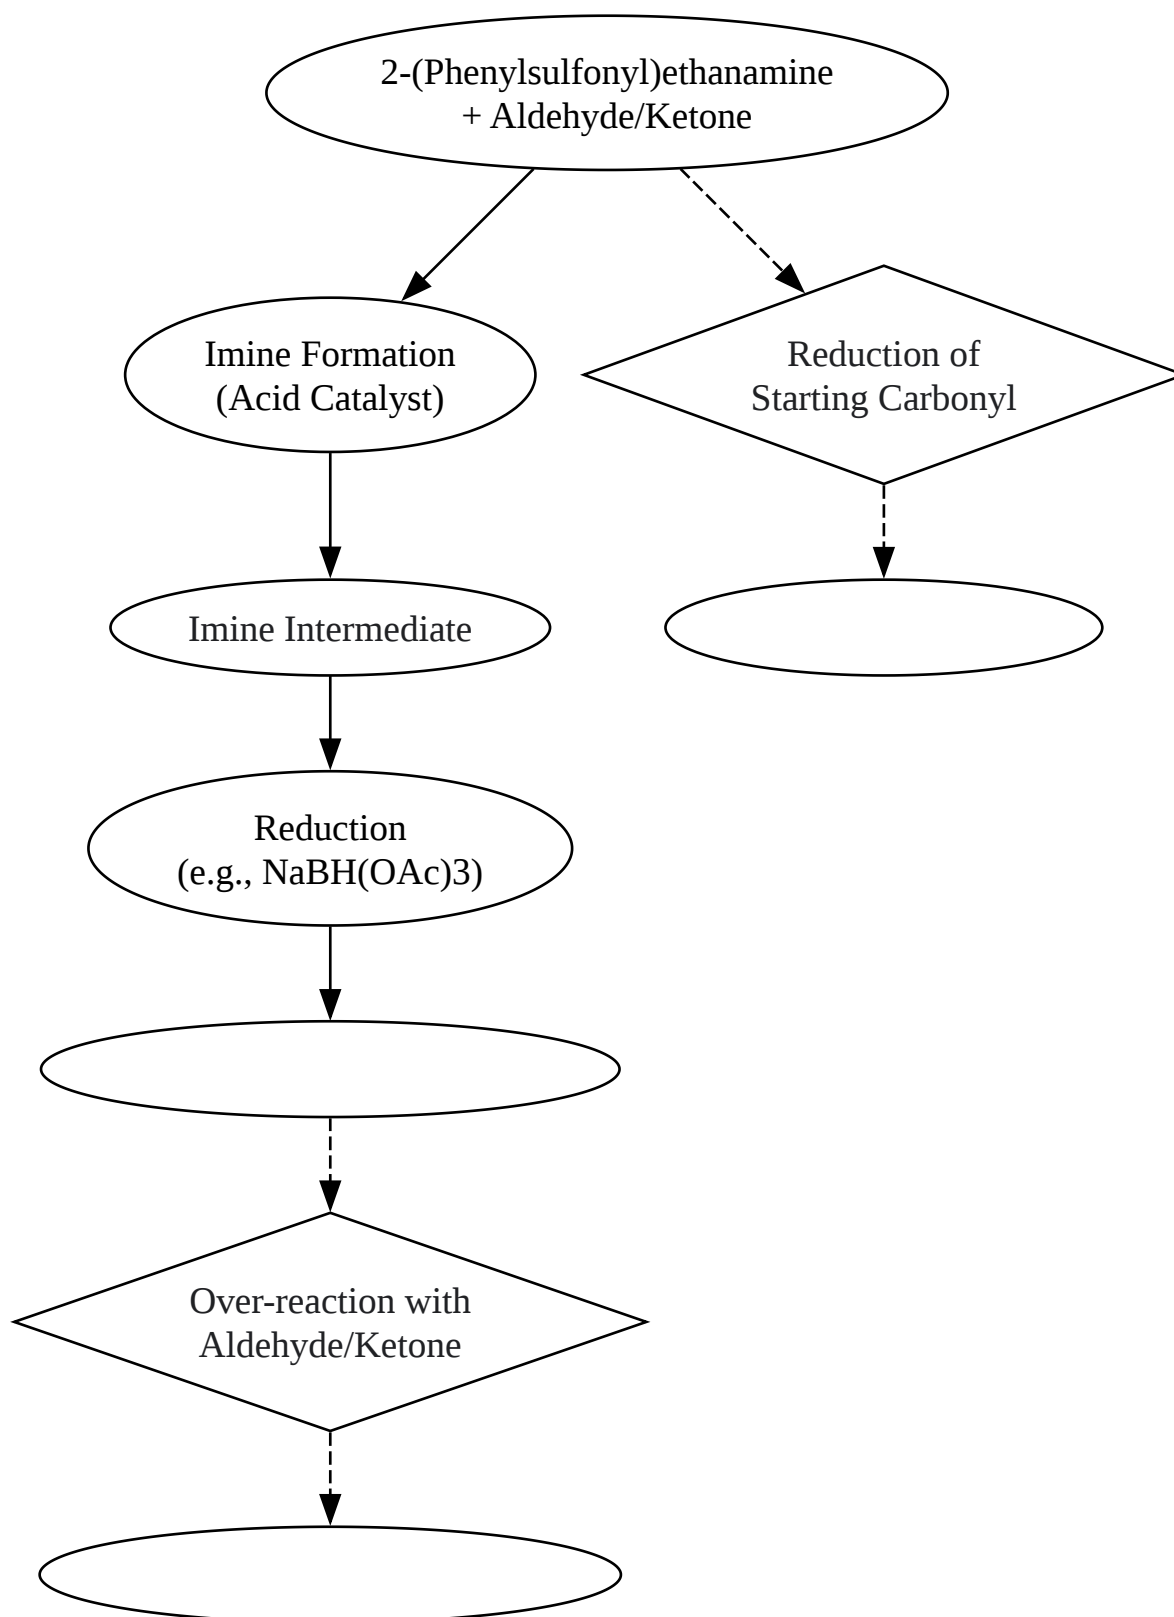 2-(Phenylsulfonyl)ethanamine
+ Aldehyde/Ketone
Imine Formation
(Acid Catalyst)
Reduction of
Starting Carbonyl
Imine Intermediate
Reduction
(e.g., NaBH(OAc)3)
Over-reaction with
Aldehyde/Ketone